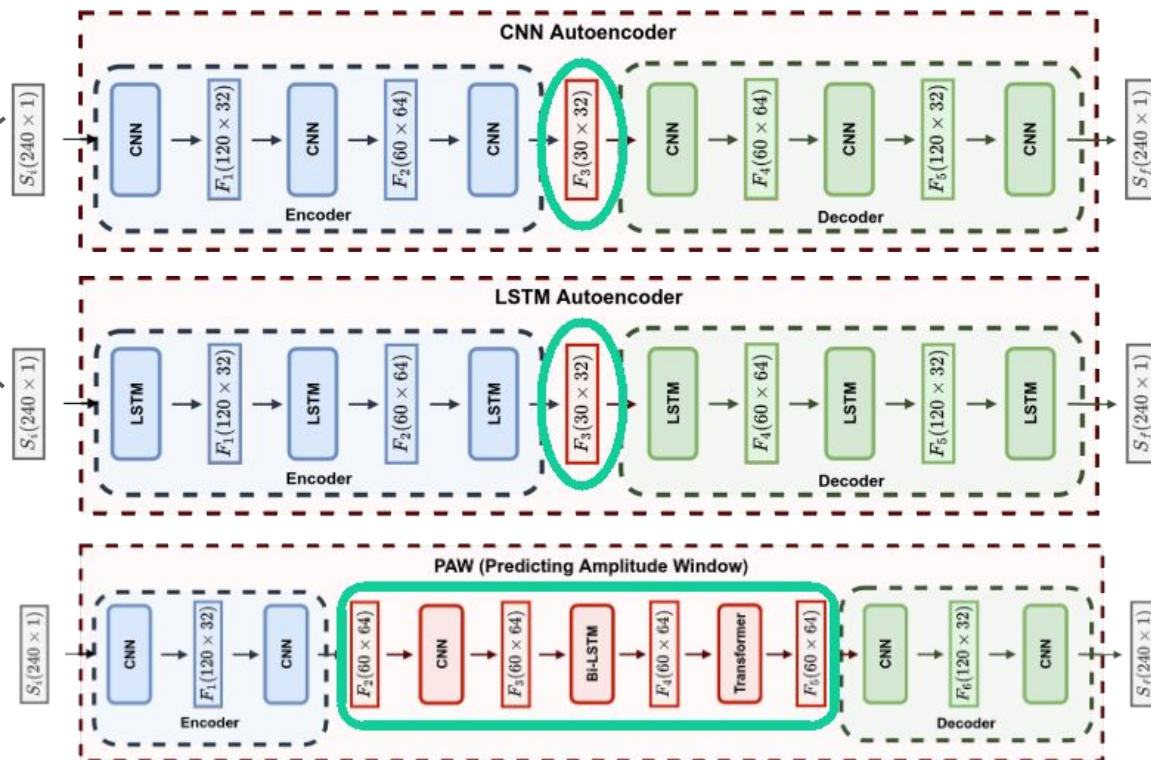 CNN Autoencoder
S_i(240 × 1)
CNN
F_1(120 × 32)
CNN
F_2(60 × 64)
CNN
F_3(30 × 32)
CNN
F_4(60 × 64)
CNN
F_5(120 × 32)
CNN
S_f(240 × 1)
Encoder
Decoder
LSTM Autoencoder
S_i(240 × 1)
LSTM
F_1(120 × 32)
LSTM
F_2(60 × 64)
LSTM
F_3(30 × 32)
LSTM
F_4(60 × 64)
LSTM
F_5(120 × 32)
LSTM
S_f(240 × 1)
Encoder
Decoder
PAW (Predicting Amplitude Window)
S_i(240 × 1)
CNN
F_1(120 × 32)
CNN
F_2(60 × 64)
CNN
F_3(60 × 64)
Bi-LSTM
F_4(60 × 64)
Transformer
F_5(60 × 64)
CNN
F_6(120 × 32)
CNN
S_f(240 × 1)
Encoder
Decoder